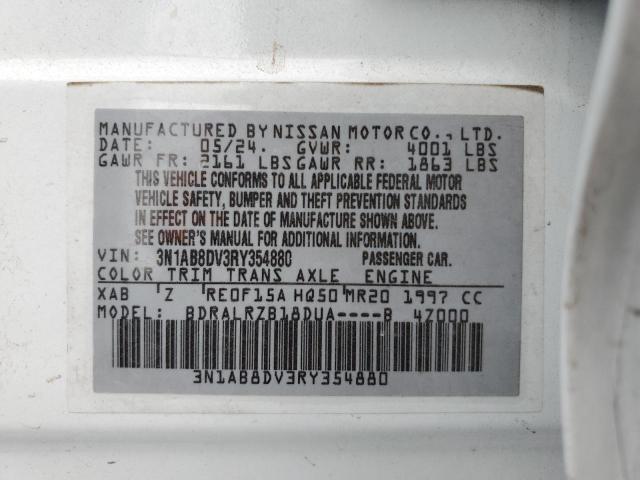 MANUFACTURED BY NISSAN MOTOR CO., LTD.
DATE: 05/24. GVWR: 4001 LBS
GAWR FR: 2161 LBS GAWR RR: 1863 LBS
THIS VEHICLE CONFORMS TO ALL APPLICABLE FEDERAL MOTOR
VEHICLE SAFETY, BUMPER AND THEFT PREVENTION STANDARDS
IN EFFECT ON THE DATE OF MANUFACTURE SHOWN ABOVE.
SEE OWNER'S MANUAL FOR ADDITIONAL INFORMATION.
VIN: 3N1AB8DV3RY354880 PASSENGER CAR.
COLOR TRIM TRANS AXLE ENGINE
XAB Z RE0F15A HQ50 MR20 1997 CC
MODEL: BDRALRZB18DUA----B 4Z000
3N1AB8DV3RY354880